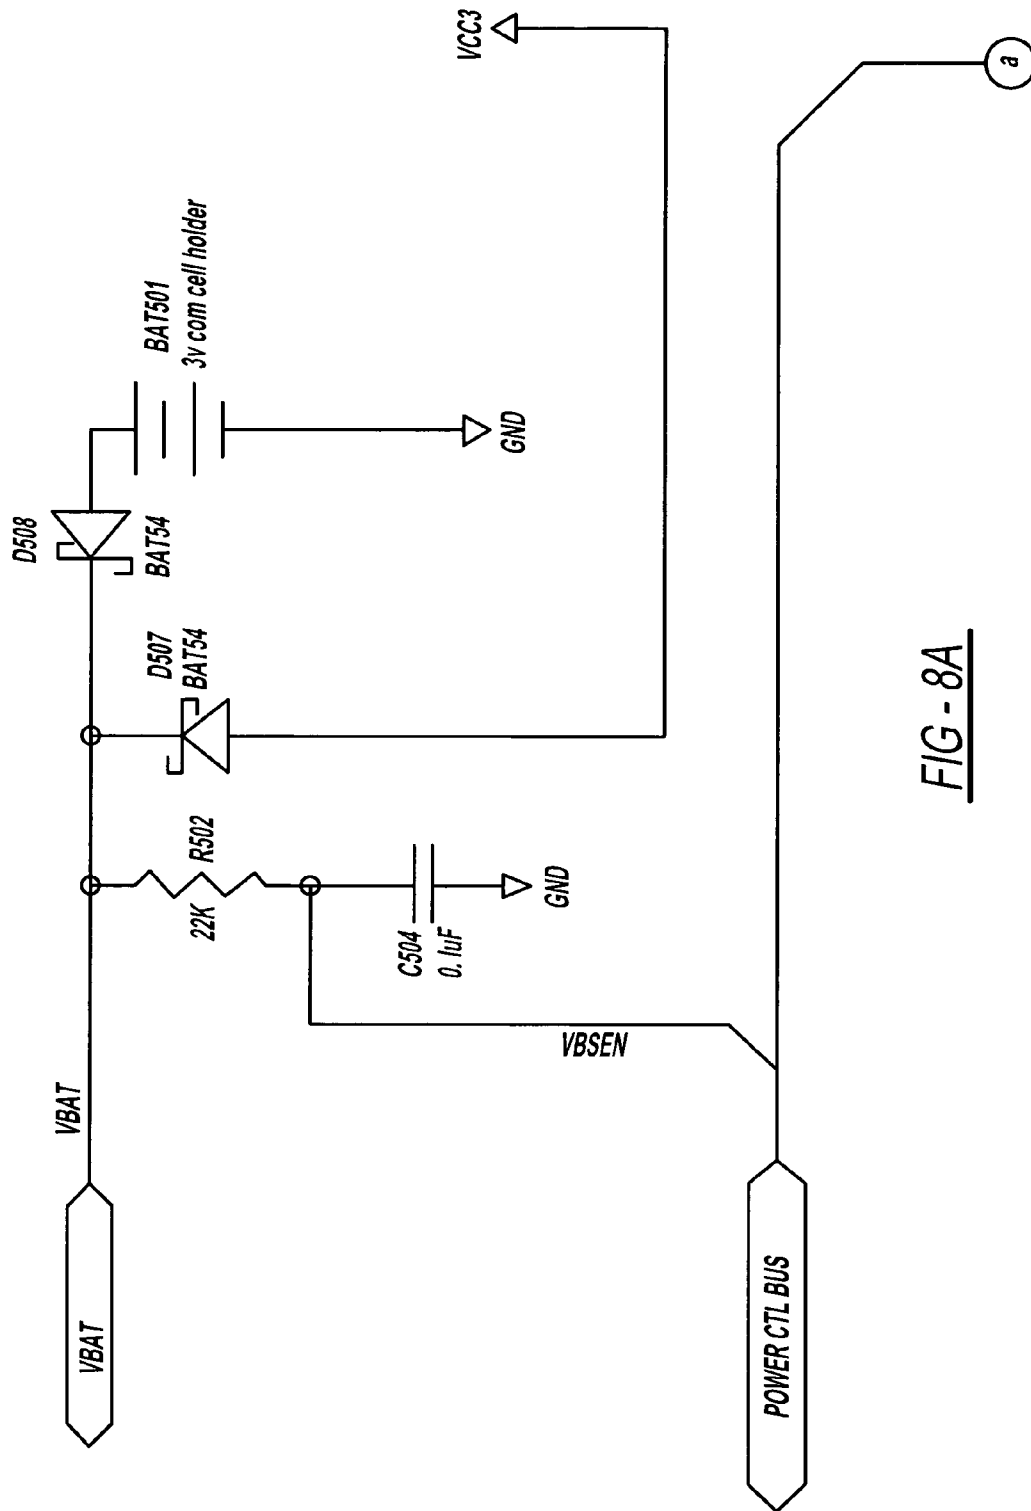 VBAT
VBAT
D508
BAT54
BAT501
3v com cell holder
GND
D507
BAT54
VCC3
R502
22K
C504
0.1uF
GND
VBSEN
POWER CTL BUS
a
FIG - 8A